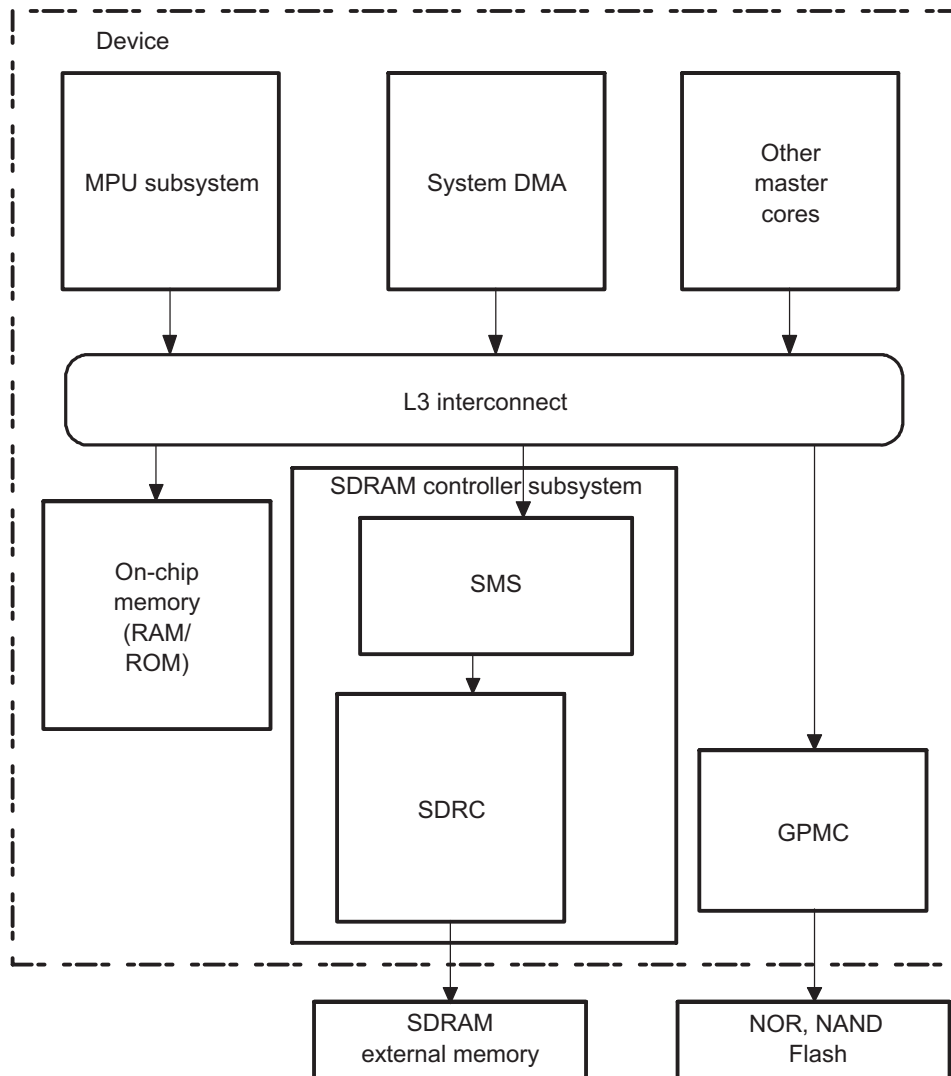 Device
MPU subsystem
System DMA
Other
master
cores
L3 interconnect
SDRAM controller subsystem
On-chip
memory
(RAM/
ROM)
SMS
SDRC
GPMC
SDRAM
external memory
NOR, NAND
Flash